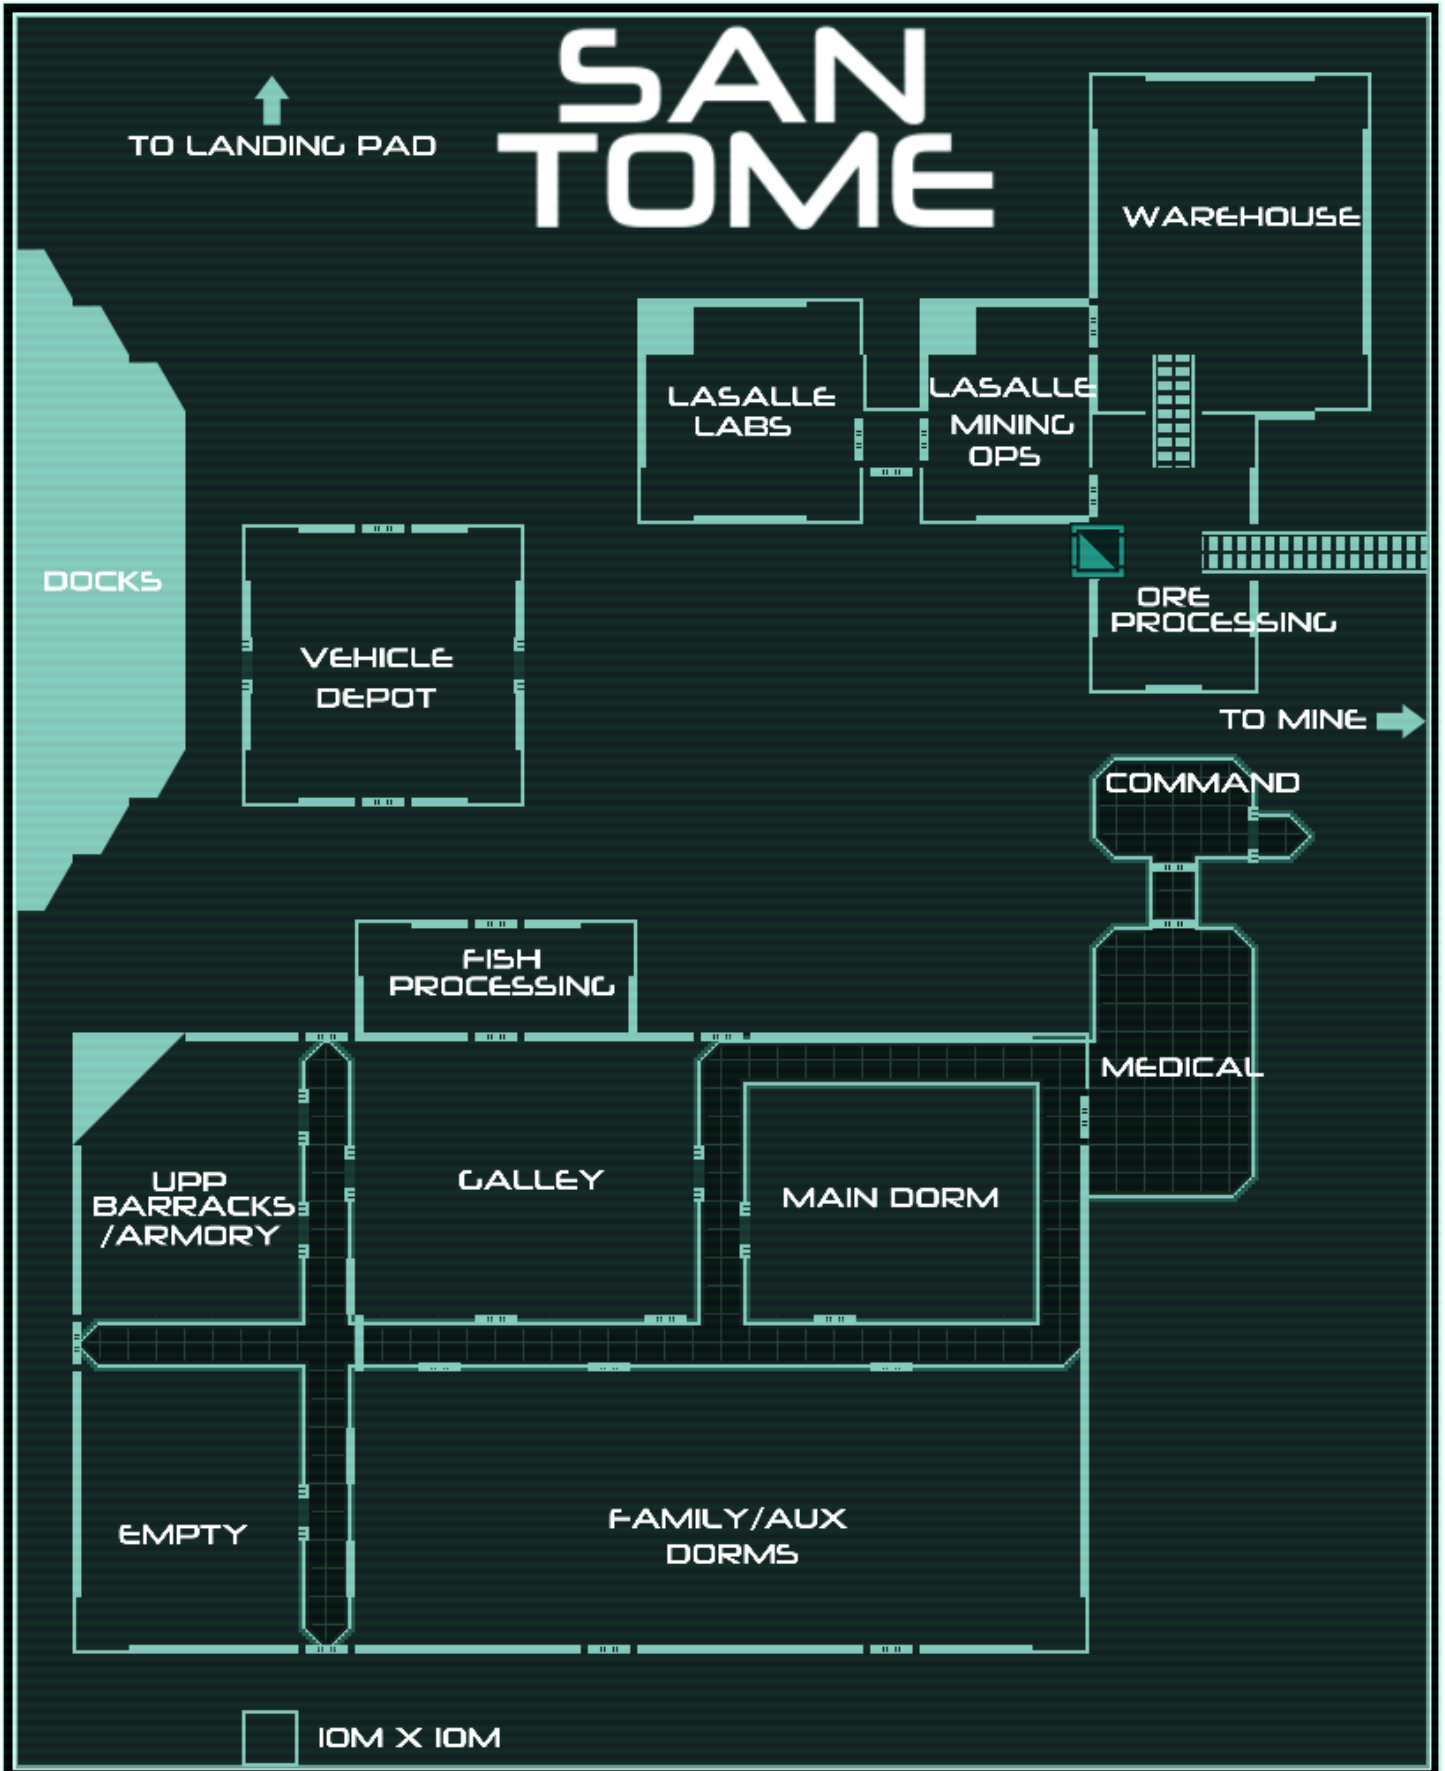 SAN
TOME
TO LANDING PAD
WAREHOUSE
LASALLE
LABS
LASALLE
MINING
OPS
DOCKS
VEHICLE
DEPOT
ORE
PROCESSING
TO MINE
COMMAND
FISH
PROCESSING
MEDICAL
UPP
BARRACKS
/ARMORY
GALLEY
MAIN DORM
EMPTY
FAMILY/AUX
DORMS
10M X 10M